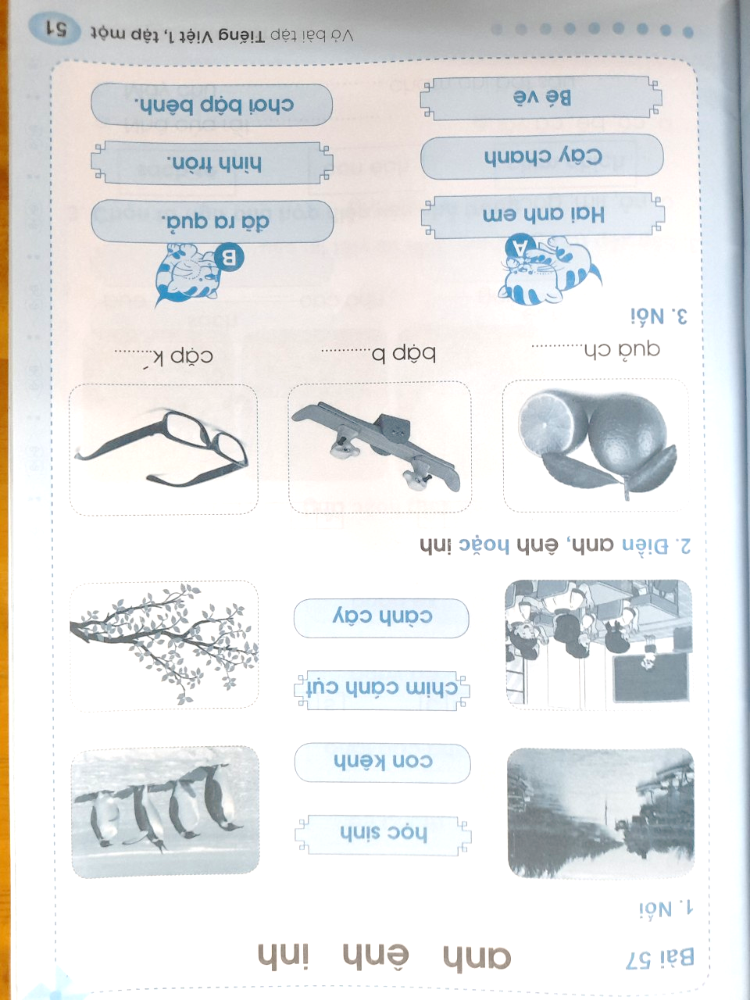 Bài 57
anh ênh inh
1. Nối
học sinh
con kênh
chim cánh cụt
cành cây
2. Điền anh, ênh hoặc inh
quả ch...........
bập b...........
cặp k´.........
3. Nối
A
B
Hai anh em
đã ra quả.
Cây chanh
hình tròn.
Bé vẽ
chơi bập bênh.
Vở bài tập Tiếng Việt 1, tập một
51